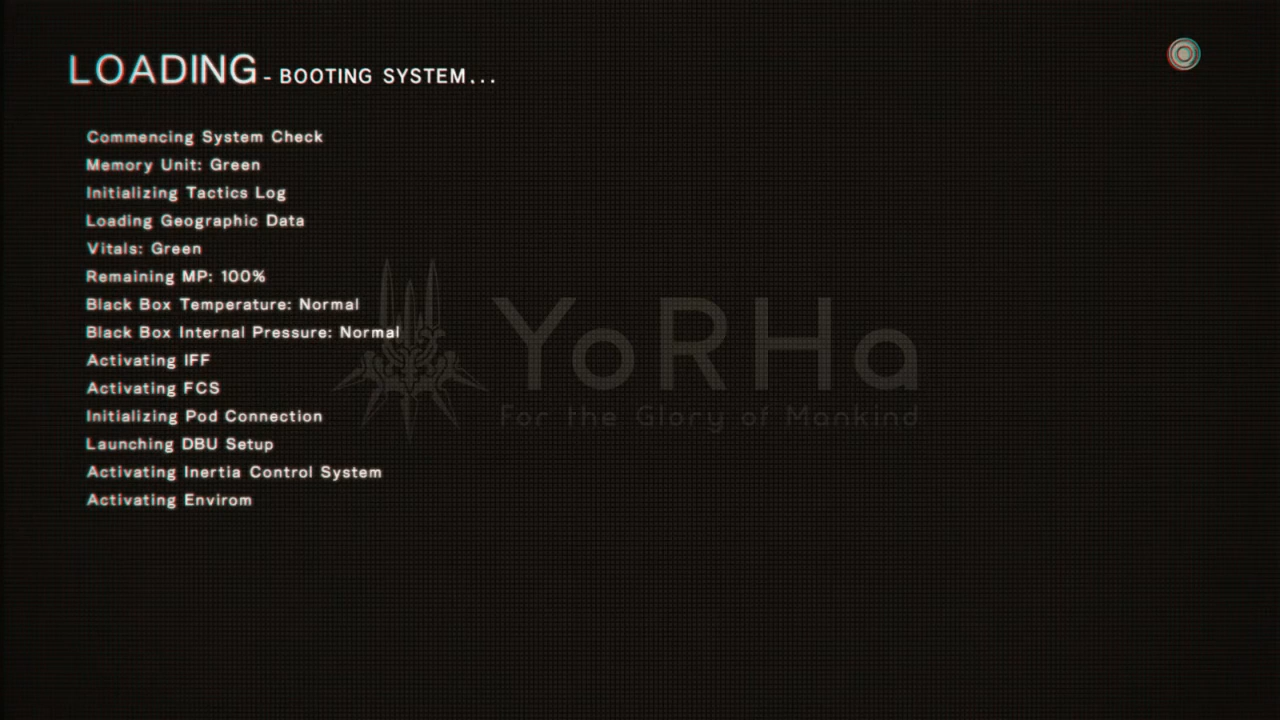 LOADING - BOOTING SYSTEM...
Commencing System Check
Memory Unit: Green
Initializing Tactics Log
Loading Geographic Data
Vitals: Green
Remaining MP: 100%
Black Box Temperature: Normal
Black Box Internal Pressure: Normal
Activating IFF
Activating FCS
Initializing Pod Connection
Launching DBU Setup
Activating Inertia Control System
Activating Envirom
YoRHa
For the Glory of Mankind